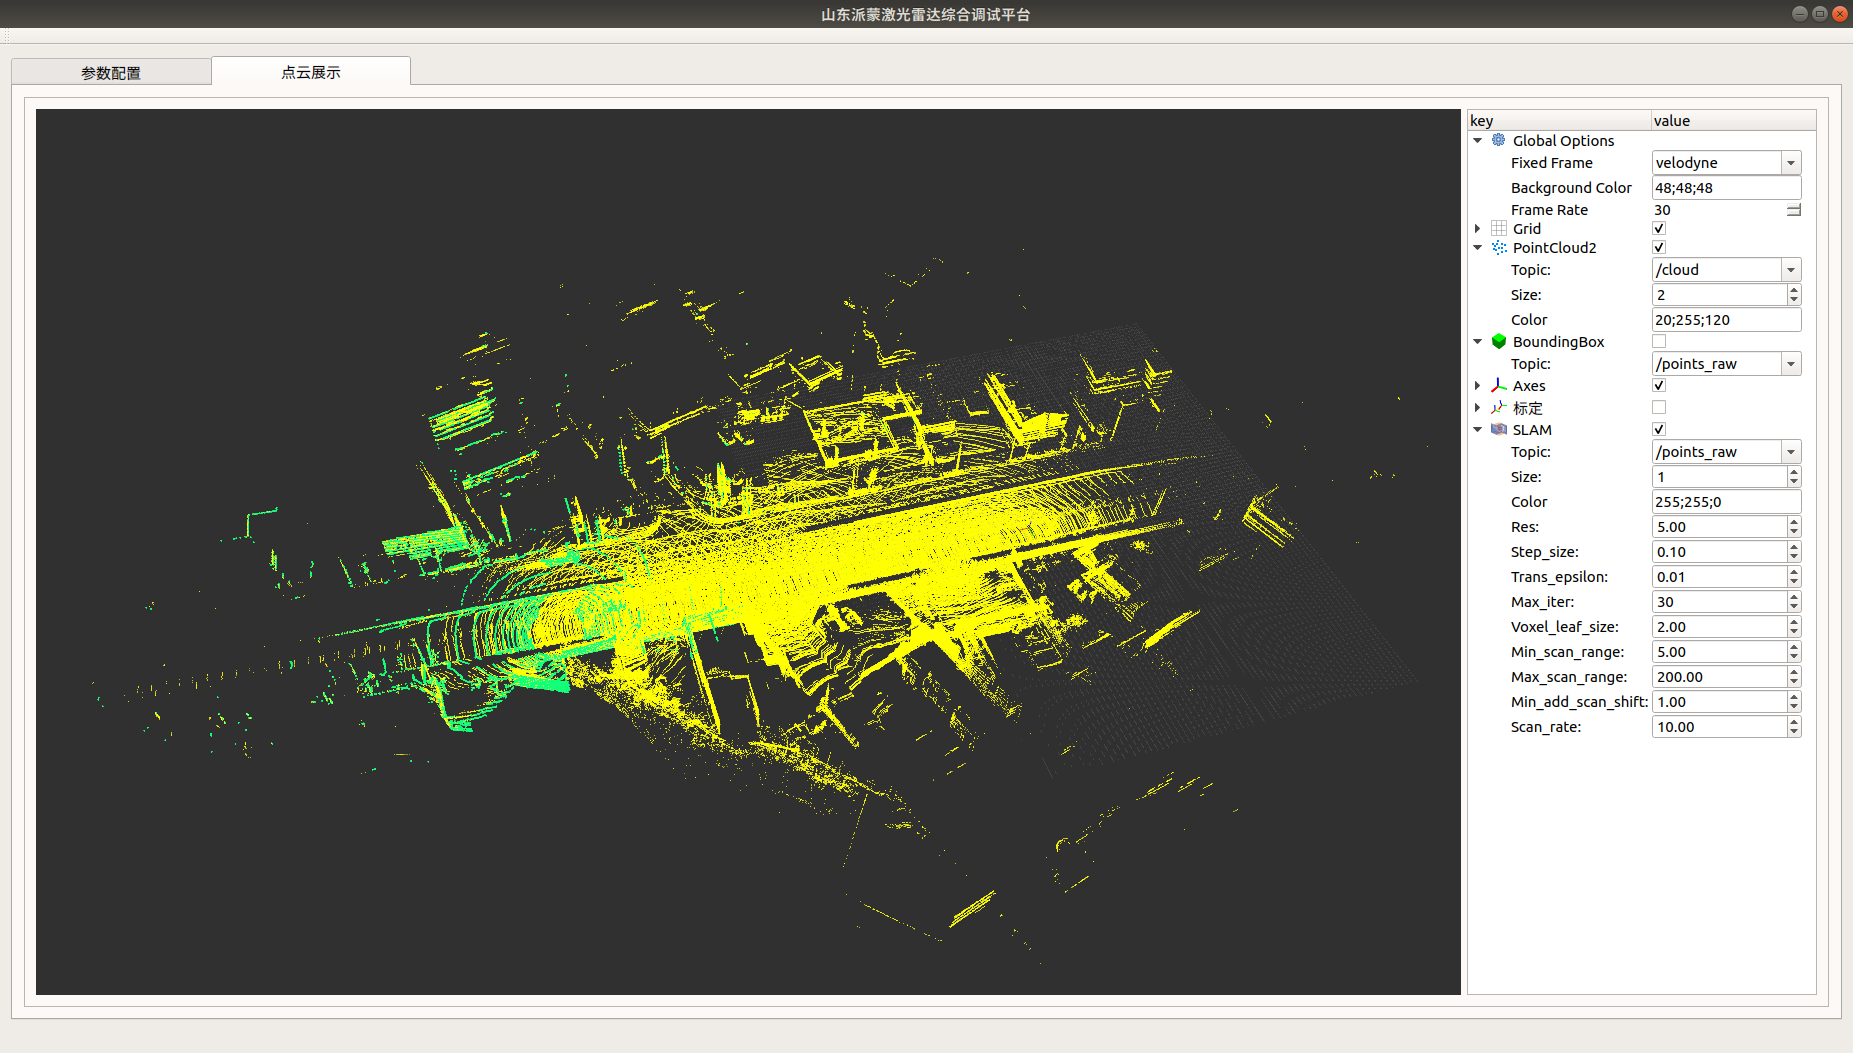 山东派蒙激光雷达综合调试平台
参数配置
点云展示
key value
Global Options
Fixed Frame velodyne
Background Color 48;48;48
Frame Rate 30
Grid
PointCloud2
Topic: /cloud
Size: 2
Color 20;255;120
BoundingBox
Topic: /points_raw
Axes
标定
SLAM
Topic: /points_raw
Size: 1
Color 255;255;0
Res: 5.00
Step_size: 0.10
Trans_epsilon: 0.01
Max_iter: 30
Voxel_leaf_size: 2.00
Min_scan_range: 5.00
Max_scan_range: 200.00
Min_add_scan_shift: 1.00
Scan_rate: 10.00